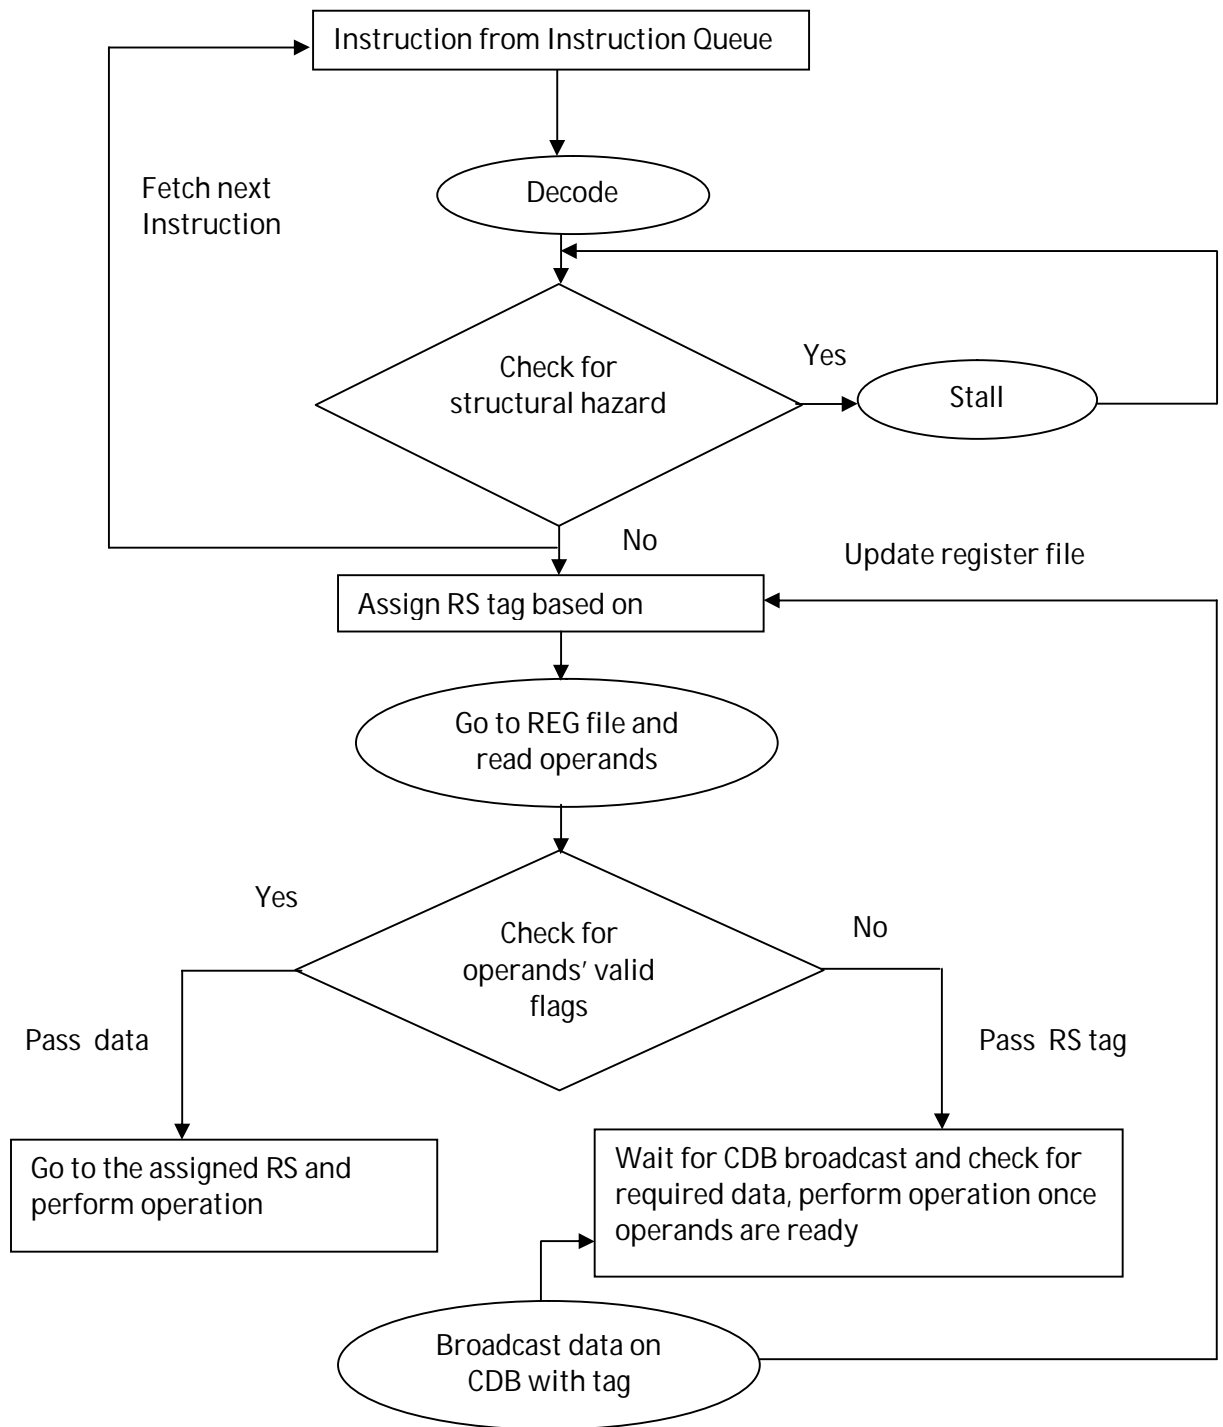 Instruction from Instruction Queue
Fetch next
Instruction
Decode
Check for
structural hazard
Yes
Stall
No
Update register file
Assign RS tag based on
Go to REG file and
read operands
Yes
Check for
operands' valid
flags
No
Pass data
Pass RS tag
Go to the assigned RS and
perform operation
Wait for CDB broadcast and check for
required data, perform operation once
operands are ready
Broadcast data on
CDB with tag